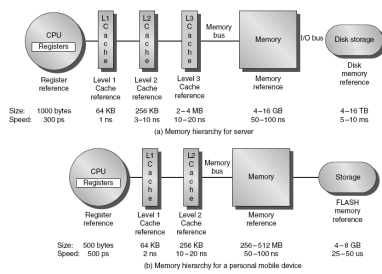 CPU
Registers
L1
Cache
L2
Cache
L3
Cache
Memory bus
Memory
I/O bus
Disk storage
Register reference
Level 1 Cache reference
Level 2 Cache reference
Level 3 Cache reference
Memory reference
Disk memory reference
Size: 1000 bytes 64 KB 256 KB 2–4 MB 4–16 GB 4–16 TB
Speed: 300 ps 1 ns 3–10 ns 10–20 ns 50–100 ns 5–10 ms
(a) Memory hierarchy for server
CPU
Registers
L1
Cache
L2
Cache
Memory bus
Memory
Storage
Register reference
Level 1 Cache reference
Level 2 Cache reference
Memory reference
FLASH memory reference
Size: 500 bytes 64 KB 256 KB 256–512 MB 4–8 GB
Speed: 500 ps 2 ns 10–20 ns 50–100 ns 25–50 us
(b) Memory hierarchy for a personal mobile device